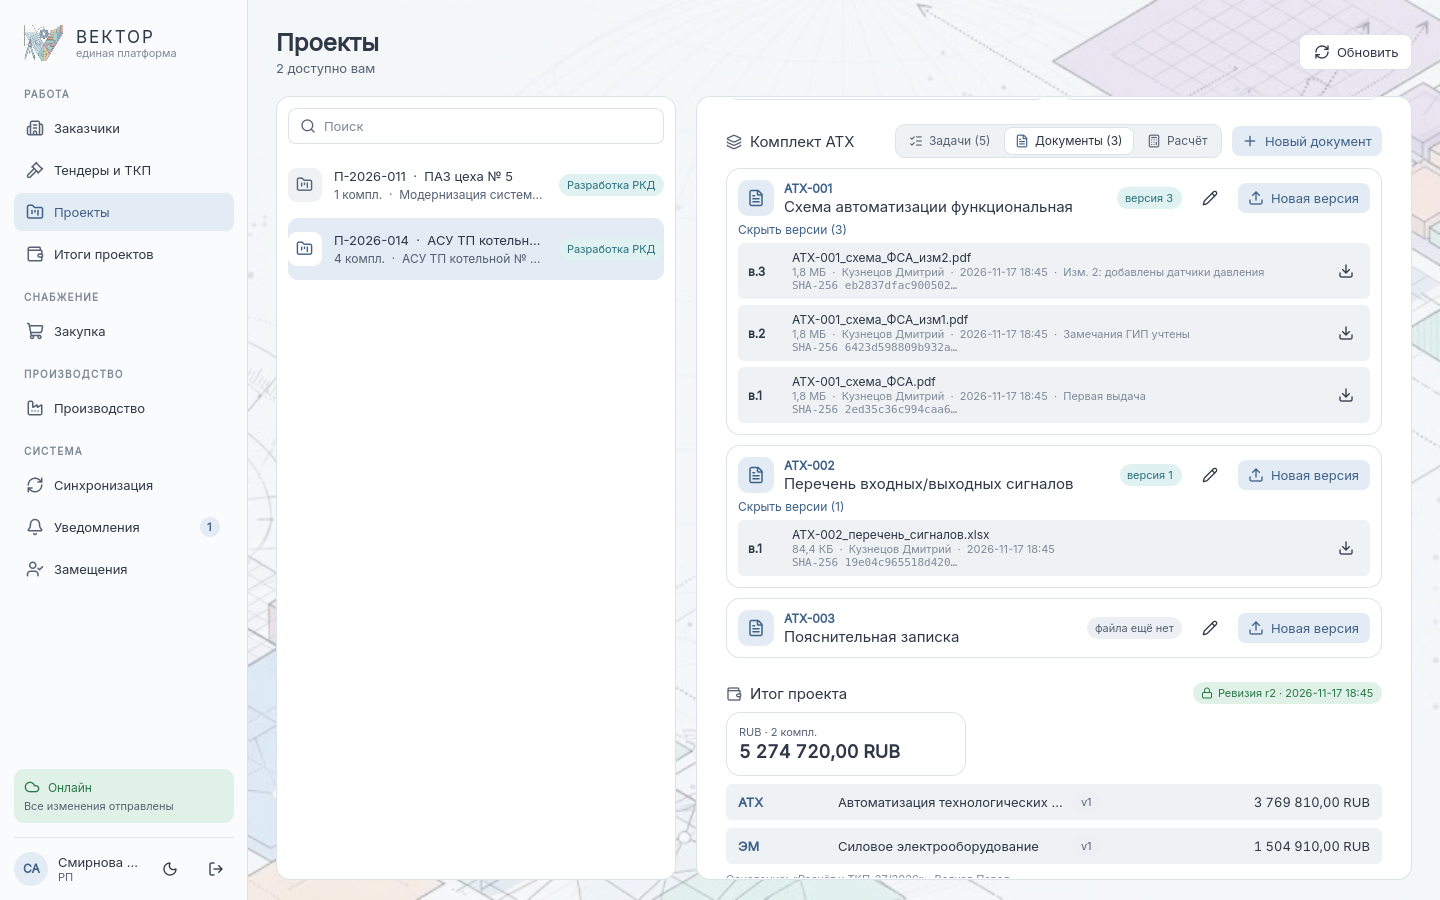 ВЕКТОР
единая платформа
РАБОТА
Заказчики
Тендеры и ТКП
Проекты
Итоги проектов
СНАБЖЕНИЕ
Закупка
ПРОИЗВОДСТВО
Производство
СИСТЕМА
Синхронизация
Уведомления 1
Замещения
Онлайн
Все изменения отправлены
СА Смирнова ...
РП
Проекты
2 доступно вам
Обновить
Поиск
П-2026-011 · ПАЗ цеха № 5
1 компл. · Модернизация систем...
Разработка РКД
П-2026-014 · АСУ ТП котельн...
4 компл. · АСУ ТП котельной № ...
Разработка РКД
Комплект АТХ
Задачи (5) Документы (3) Расчёт
Новый документ
АТХ-001
Схема автоматизации функциональная
версия 3 Новая версия
Скрыть версии (3)
в.3 АТХ-001_схема_ФСА_изм2.pdf
1,8 МБ · Кузнецов Дмитрий · 2026-11-17 18:45 · Изм. 2: добавлены датчики давления
SHA-256 eb2837dfac900502…
в.2 АТХ-001_схема_ФСА_изм1.pdf
1,8 МБ · Кузнецов Дмитрий · 2026-11-17 18:45 · Замечания ГИП учтены
SHA-256 6423d598809b932a…
в.1 АТХ-001_схема_ФСА.pdf
1,8 МБ · Кузнецов Дмитрий · 2026-11-17 18:45 · Первая выдача
SHA-256 2ed35c36c994caa6…
АТХ-002
Перечень входных/выходных сигналов
версия 1 Новая версия
Скрыть версии (1)
в.1 АТХ-002_перечень_сигналов.xlsx
84,4 КБ · Кузнецов Дмитрий · 2026-11-17 18:45
SHA-256 19e04c965518d420…
АТХ-003
Пояснительная записка
файла ещё нет Новая версия
Итог проекта
Ревизия r2 · 2026-11-17 18:45
RUB · 2 компл.
5 274 720,00 RUB
АТХ Автоматизация технологических ... v1 3 769 810,00 RUB
ЭМ Силовое электрооборудование v1 1 504 910,00 RUB